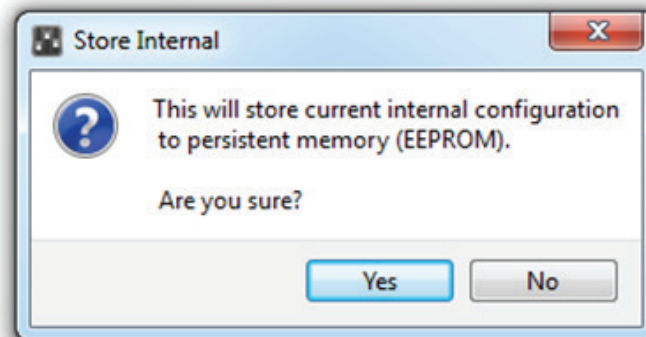 Store Internal
This will store current internal configuration
to persistent memory (EEPROM).
Are you sure?
Yes
No